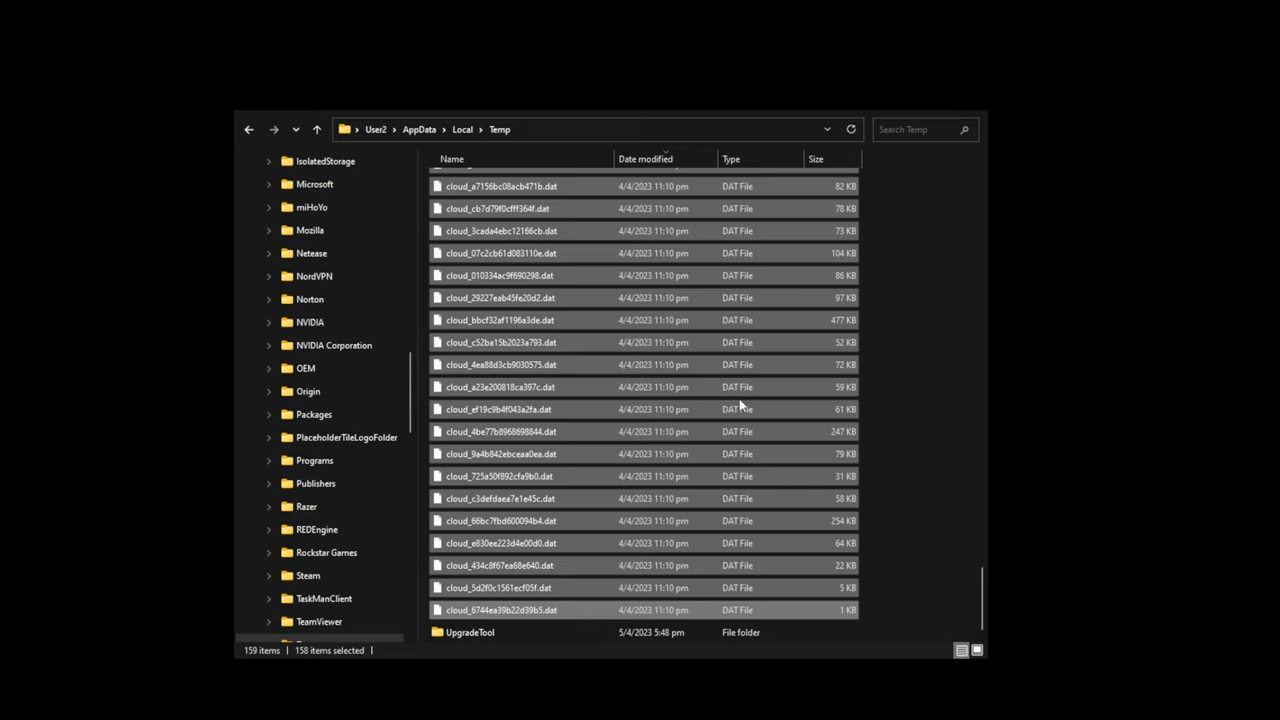 User2 > AppData > Local > Temp
Search Temp
Name Date modified Type Size
IsolatedStorage
Microsoft
miHoYo
Mozilla
Netease
NordVPN
Norton
NVIDIA
NVIDIA Corporation
OEM
Origin
Packages
PlaceholderTileLogoFolder
Programs
Publishers
Razer
REDEngine
Rockstar Games
Steam
TaskManClient
TeamViewer
cloud_a7156bc08acb471b.dat 4/4/2023 11:10 pm DAT File 82 KB
cloud_cb7d79f0cfff364f.dat 4/4/2023 11:10 pm DAT File 78 KB
cloud_3cada4ebc12166cb.dat 4/4/2023 11:10 pm DAT File 73 KB
cloud_07c2cb61d083110e.dat 4/4/2023 11:10 pm DAT File 104 KB
cloud_010334ac9f690298.dat 4/4/2023 11:10 pm DAT File 86 KB
cloud_29227eab45fe20d2.dat 4/4/2023 11:10 pm DAT File 97 KB
cloud_bbcf32af1196a3de.dat 4/4/2023 11:10 pm DAT File 477 KB
cloud_c52ba15b2023a793.dat 4/4/2023 11:10 pm DAT File 52 KB
cloud_4ea88d3cb9030575.dat 4/4/2023 11:10 pm DAT File 72 KB
cloud_a23e200818ca397c.dat 4/4/2023 11:10 pm DAT File 59 KB
cloud_ef19c9b4f043a2fa.dat 4/4/2023 11:10 pm DAT File 61 KB
cloud_4be77b8968698844.dat 4/4/2023 11:10 pm DAT File 247 KB
cloud_9a4b842ebceaa0ea.dat 4/4/2023 11:10 pm DAT File 79 KB
cloud_725a50f892cfa9b0.dat 4/4/2023 11:10 pm DAT File 31 KB
cloud_c3defdaea7e1e45c.dat 4/4/2023 11:10 pm DAT File 58 KB
cloud_66bc7fbd600094b4.dat 4/4/2023 11:10 pm DAT File 254 KB
cloud_e830ee223d4e00d0.dat 4/4/2023 11:10 pm DAT File 64 KB
cloud_434c8f67ea68e640.dat 4/4/2023 11:10 pm DAT File 22 KB
cloud_5d2f0c1561ecf05f.dat 4/4/2023 11:10 pm DAT File 5 KB
cloud_6744ea39b22d39b5.dat 4/4/2023 11:10 pm DAT File 1 KB
UpgradeTool 5/4/2023 5:48 pm File folder
159 items 158 items selected